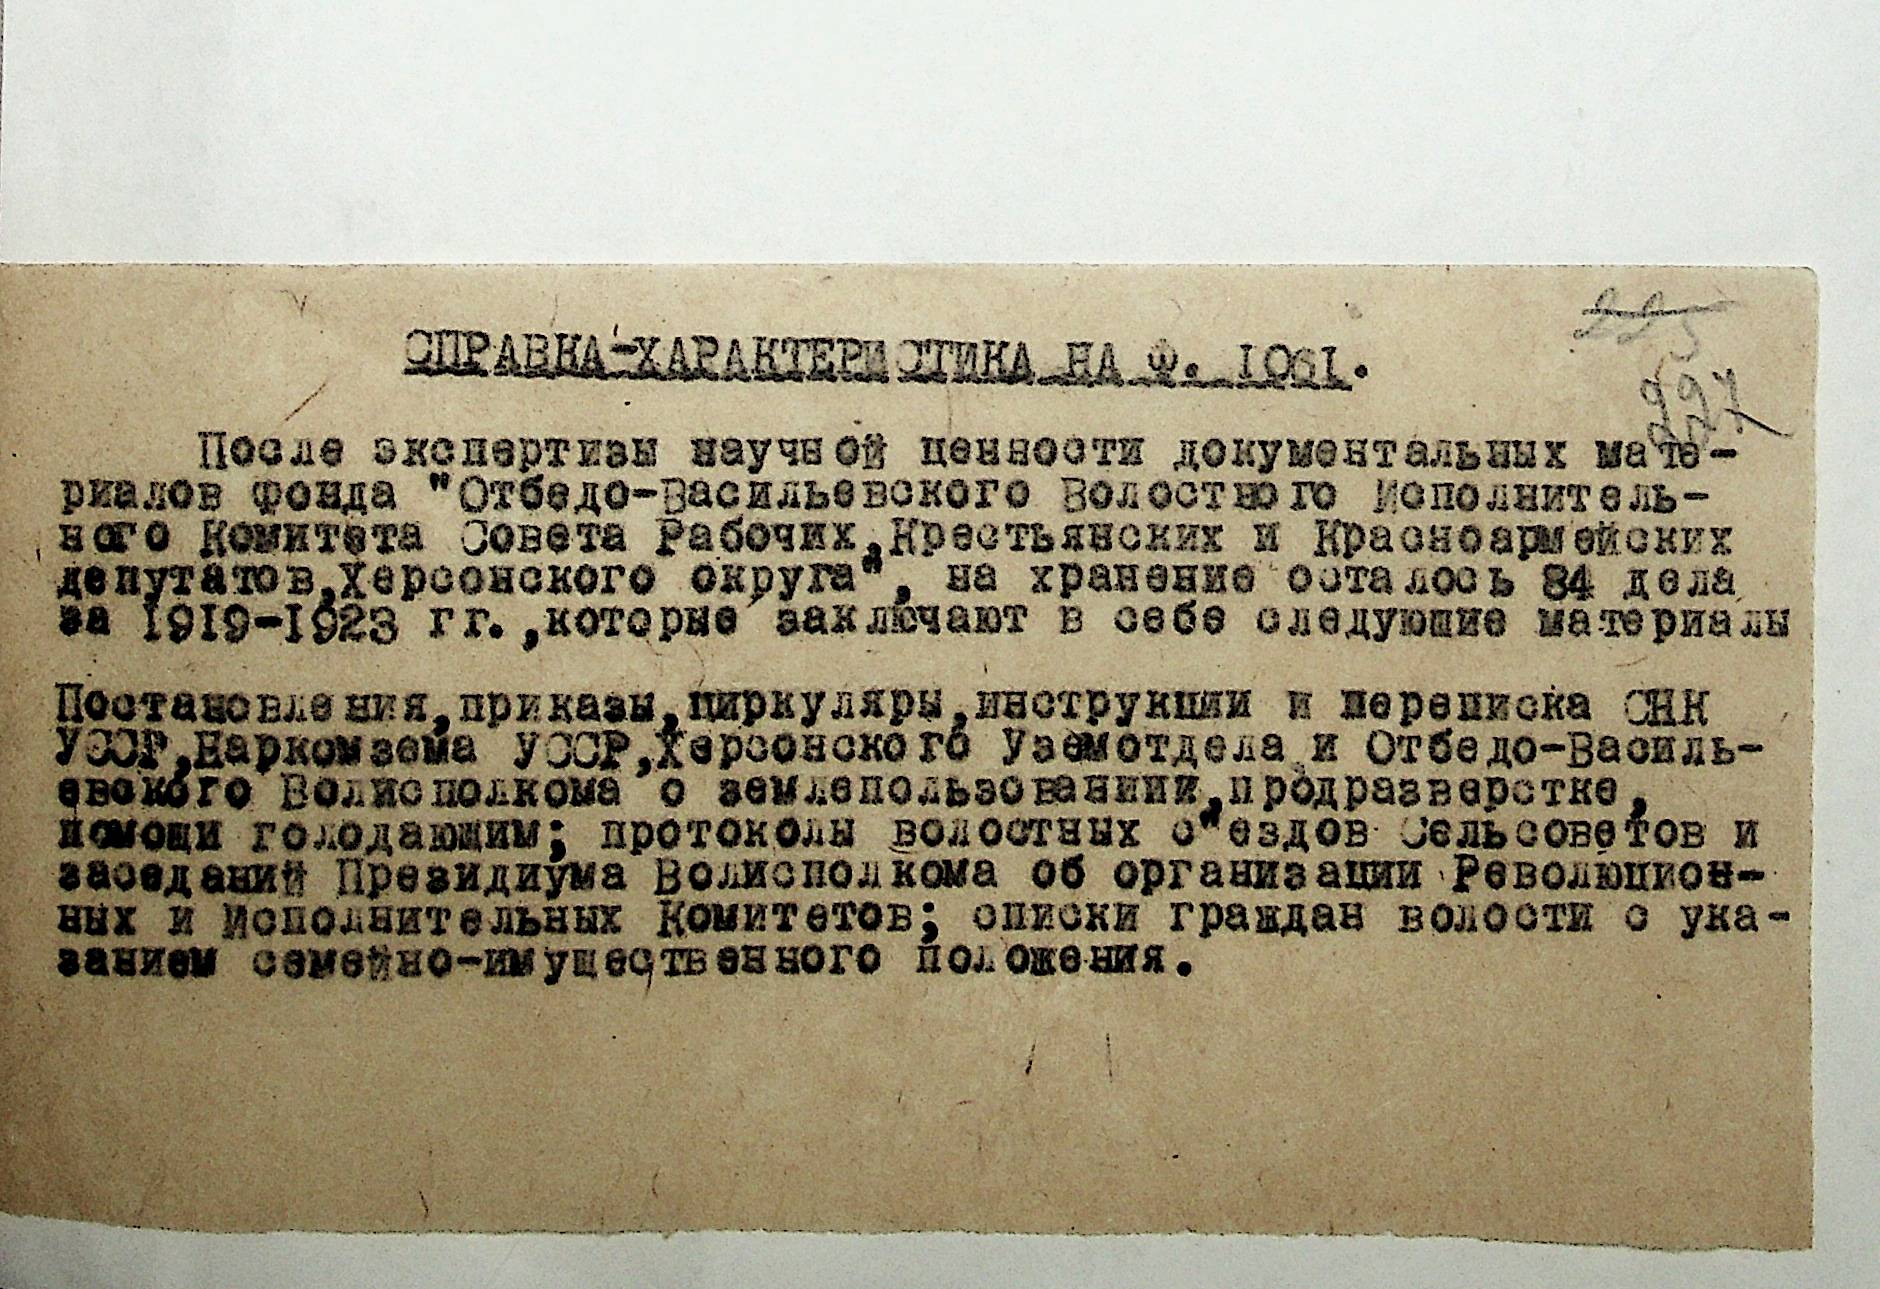 225
227
СПРАВКА-ХАРАКТЕРИСТИКА НА Ф. 1061.
После экспертизы научной ценности документальных мате-
риалов фонда "Отбедо-Васильевского Волостного Исполнитель-
ного Комитета Совета Рабочих,Крестьянских и Красноармейских
депутатов,Херсонского округа", на хранение осталось 84 дела
за 1919-1923 гг.,которые заключают в себе следующие материалы
Постановления,приказы,циркуляры,инструкции и переписка СНК
УССР,Наркомзема УССР,Херсонского Уземотдела и Отбедо-Василь-
евского Волисполкома о землепользованиии,продразверстке,
помощи голодающим; протоколы волостных с"ездов Сельсоветов и
заседаний Президиума Волисполкома об организации Революцион-
ных и Исполнительных Комитетов; списки граждан волости с ука-
занием семейно-имущественного положения.